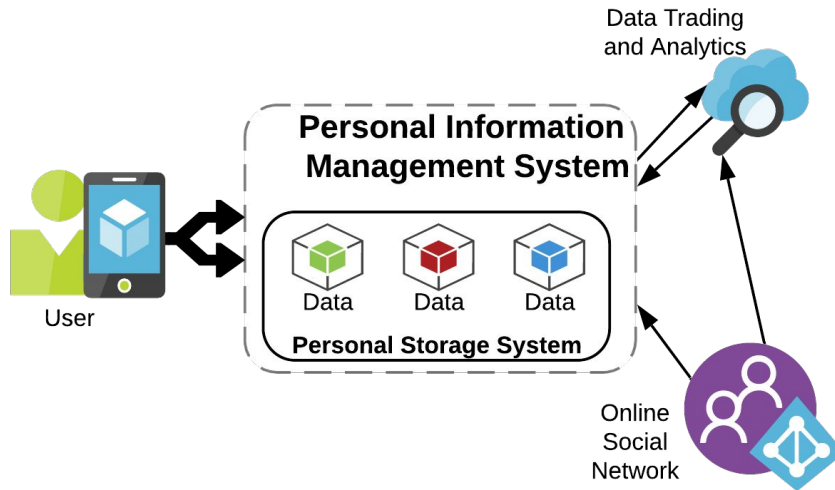 Data Trading
and Analytics
Personal Information
Management System
Data
Data
Data
Personal Storage System
User
Online
Social
Network